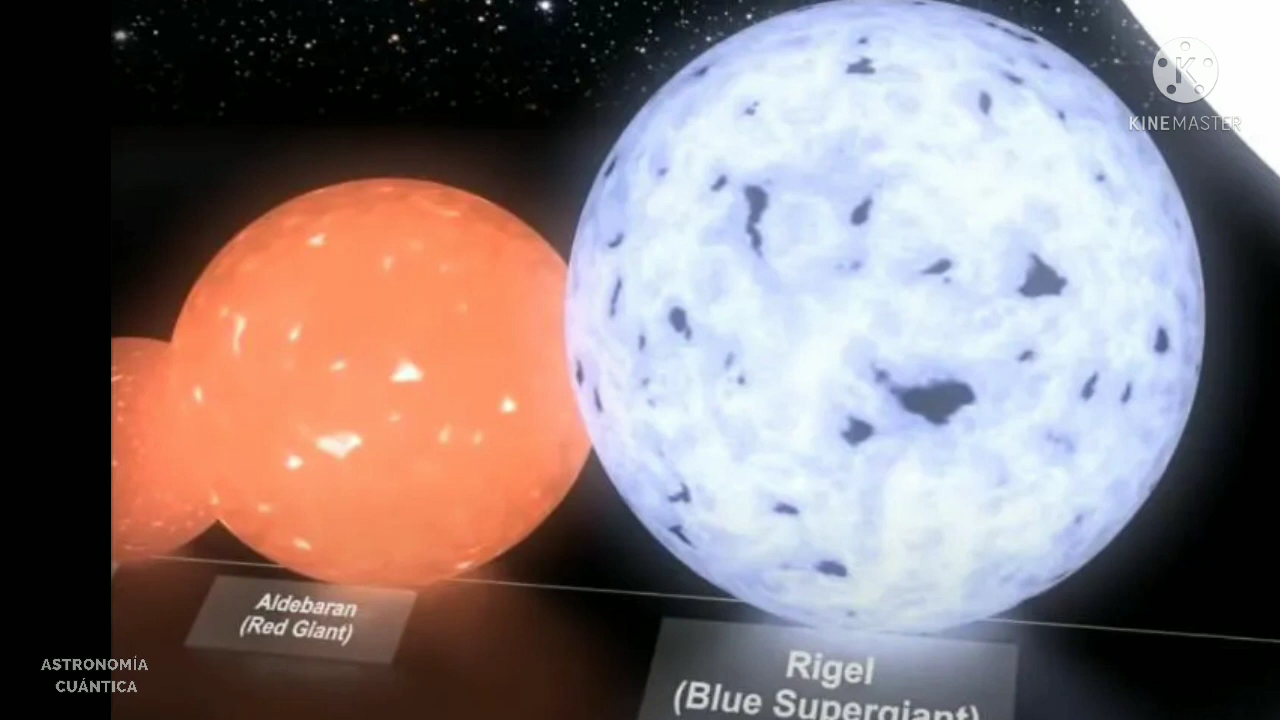 KINEMASTER
Aldebaran
(Red Giant)
Rigel
(Blue Supergiant)
ASTRONOMÍA
CUÁNTICA